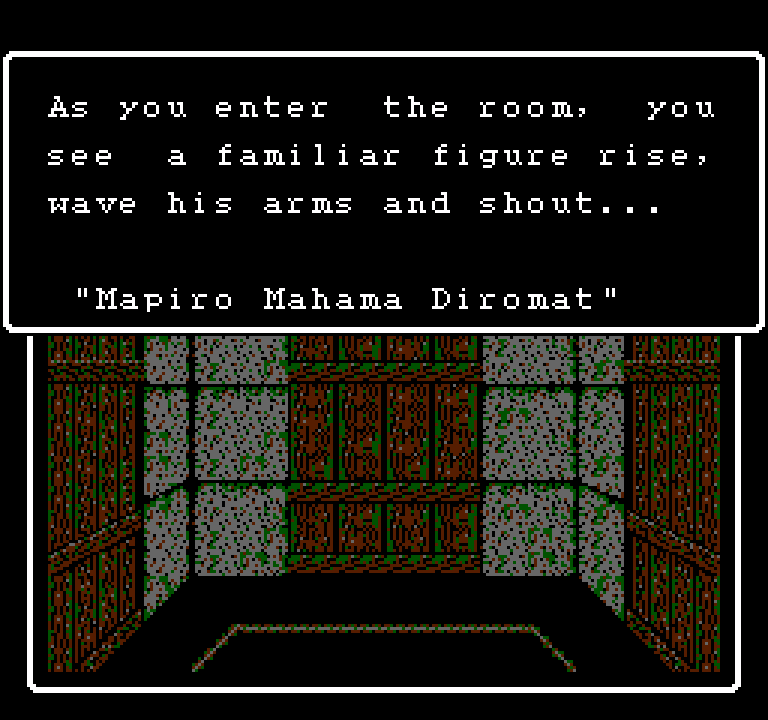 As you enter the room, you
see a familiar figure rise,
wave his arms and shout...
"Mapiro Mahama Diromat"